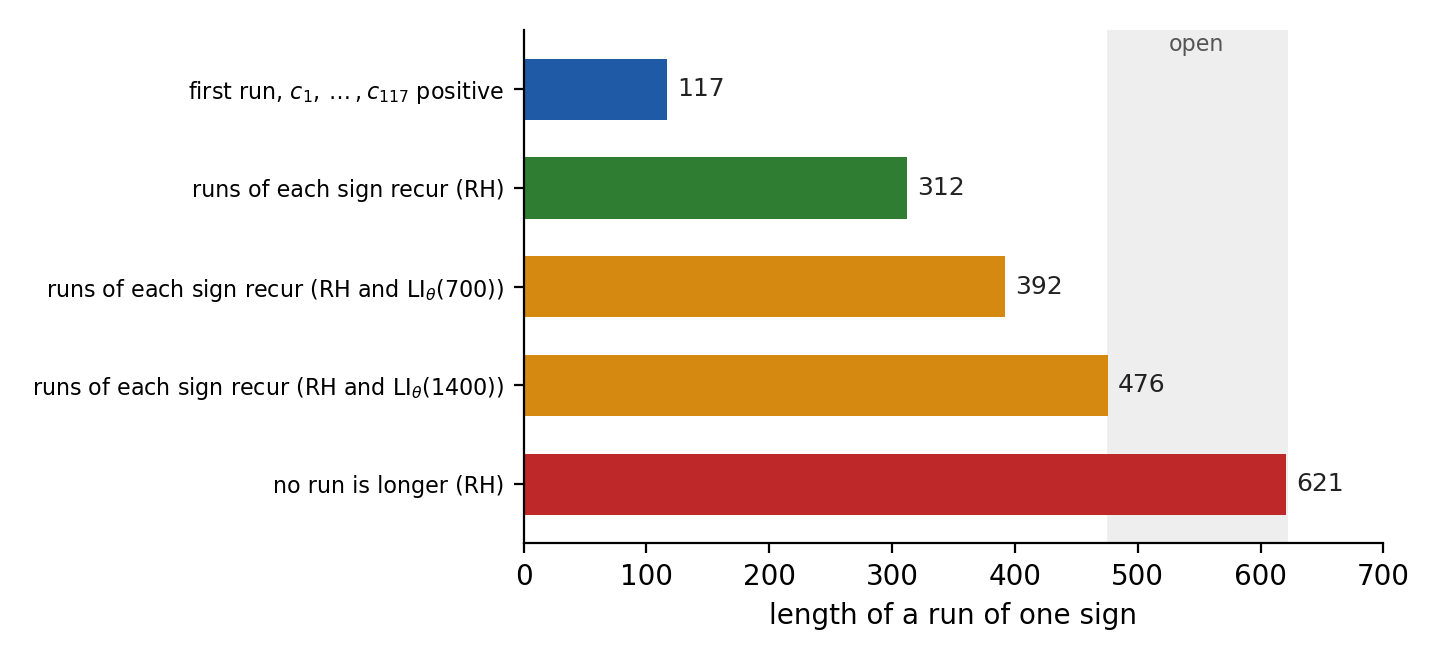 open
first run, c₁, …, c₁₁₇ positive
117
runs of each sign recur (RH)
312
runs of each sign recur (RH and LIθ(700))
392
runs of each sign recur (RH and LIθ(1400))
476
no run is longer (RH)
621
0 100 200 300 400 500 600 700
length of a run of one sign